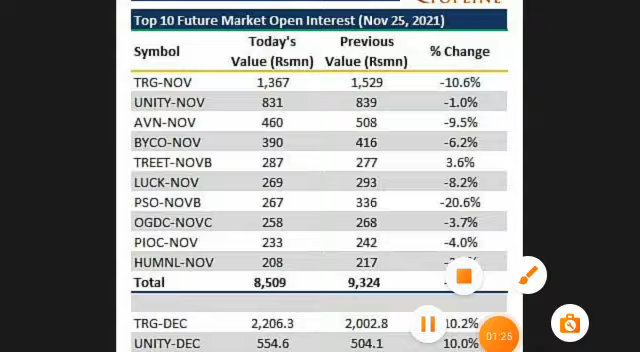 Top 10 Future Market Open Interest (Nov 25, 2021)
Symbol Today's Value (Rsmn) Previous Value (Rsmn) % Change
TRG-NOV 1,367 1,529 -10.6%
UNITY-NOV 831 839 -1.0%
AVN-NOV 460 508 -9.5%
BYCO-NOV 390 416 -6.2%
TREET-NOVB 287 277 3.6%
LUCK-NOV 269 293 -8.2%
PSO-NOVB 267 336 -20.6%
OGDC-NOVC 258 268 -3.7%
PIOC-NOV 233 242 -4.0%
HUMNL-NOV 208 217
Total 8,509 9,324
TRG-DEC 2,206.3 2,002.8 10.2%
UNITY-DEC 554.6 504.1 10.0%
01:25